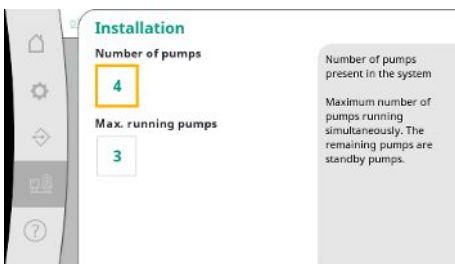 Installation
Number of pumps
4
Max. running pumps
3
Number of pumps
present in the system
Maximum number of
pumps running
simultaneously. The
remaining pumps are
standby pumps.
?